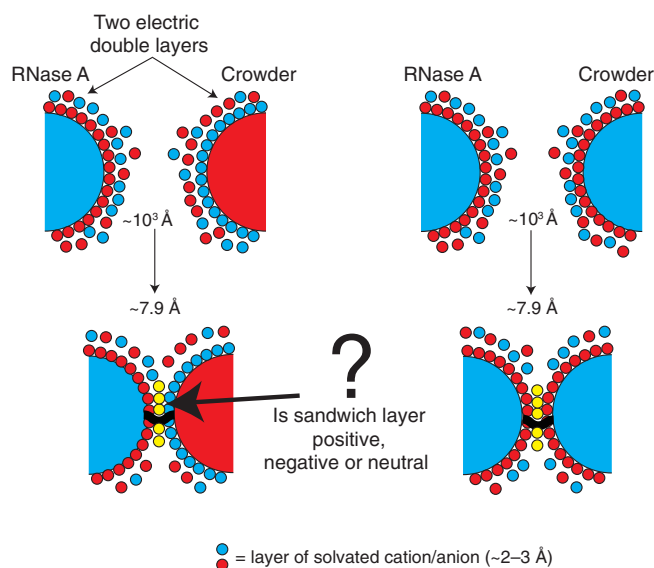 Two electric
double layers
RNase A
Crowder
RNase A
Crowder
~10³ Å
~10³ Å
~7.9 Å
~7.9 Å
?
Is sandwich layer
positive,
negative or neutral
= layer of solvated cation/anion (~2–3 Å)